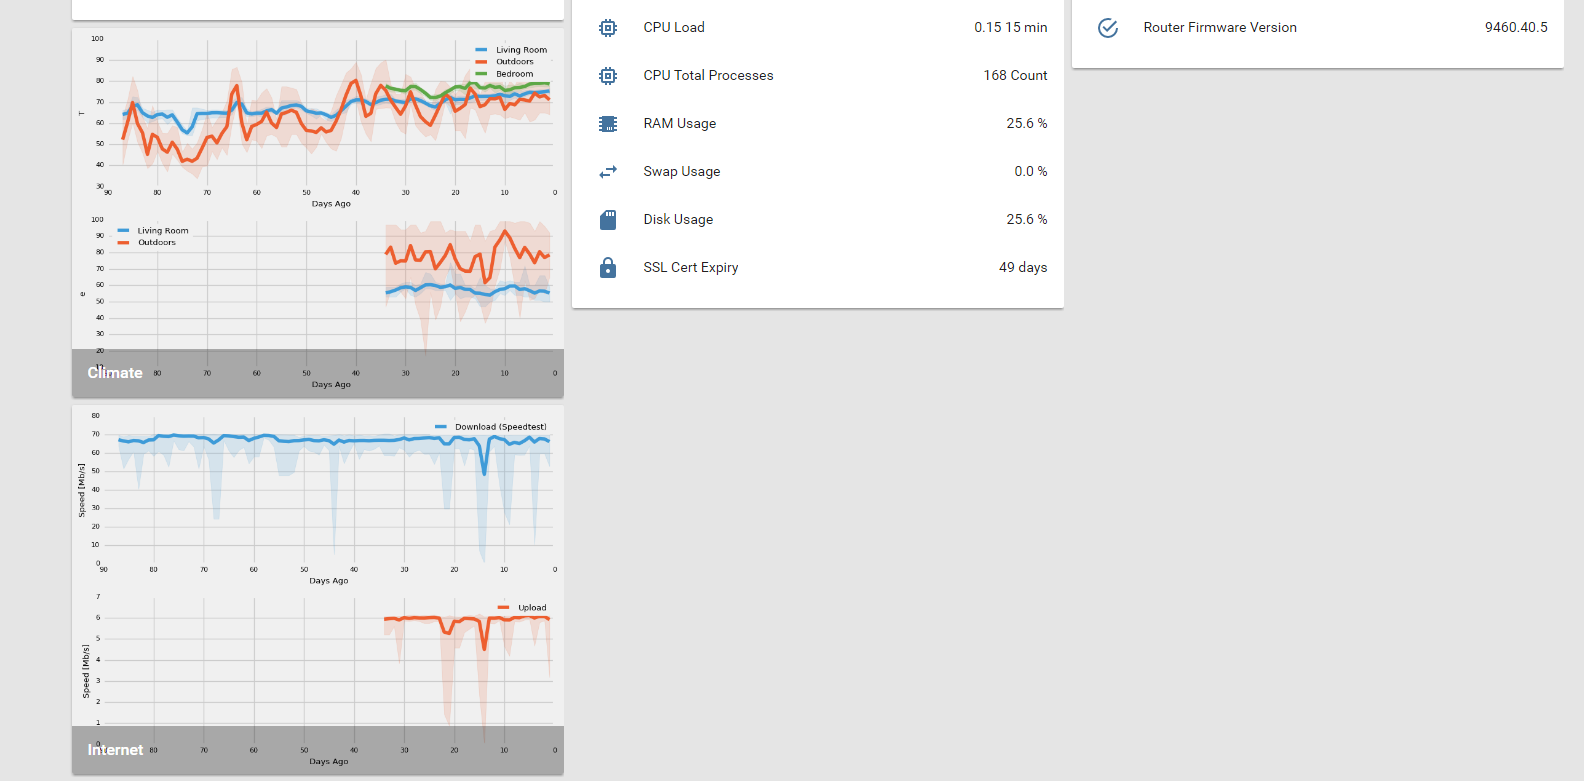 100
90
80
70
60
50
40
30
T
Living Room
Outdoors
Bedroom
90 80 70 60 50 40 30 20 10 0
Days Ago
100
90
80
70
60
50
40
30
20
e
Living Room
Outdoors
80 70 60 50 40 30 20 10 0
Days Ago
Climate
80
70
60
50
40
30
20
10
0
Speed [Mb/s]
Download (Speedtest)
90 80 70 60 50 40 30 20 10 0
Days Ago
7
6
5
4
3
2
1
Speed [Mb/s]
Upload
80 70 60 50 40 30 20 10 0
Days Ago
Internet
CPU Load 0.15 15 min
CPU Total Processes 168 Count
RAM Usage 25.6 %
Swap Usage 0.0 %
Disk Usage 25.6 %
SSL Cert Expiry 49 days
Router Firmware Version 9460.40.5